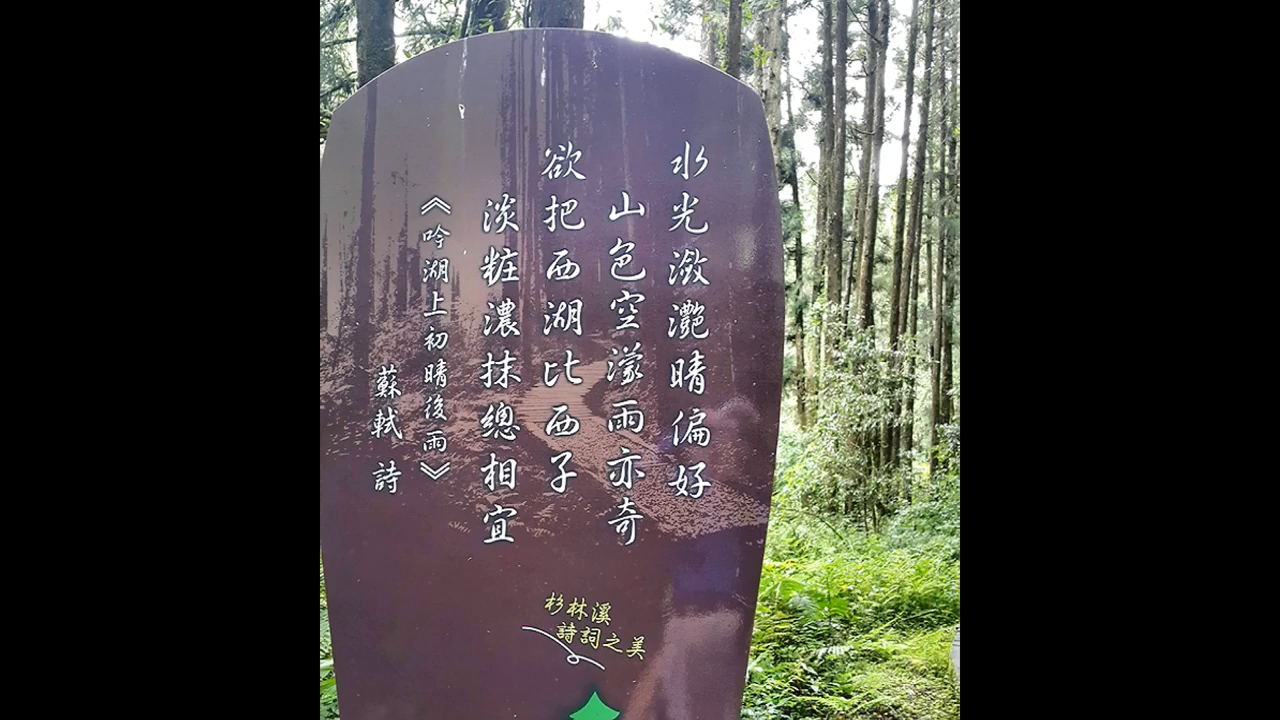 水光瀲灔晴偏好
山色空濛雨亦奇
欲把西湖比西子
淡粧濃抹總相宜
《吟湖上初晴後雨》
蘇軾 詩
杉林溪
詩詞之美